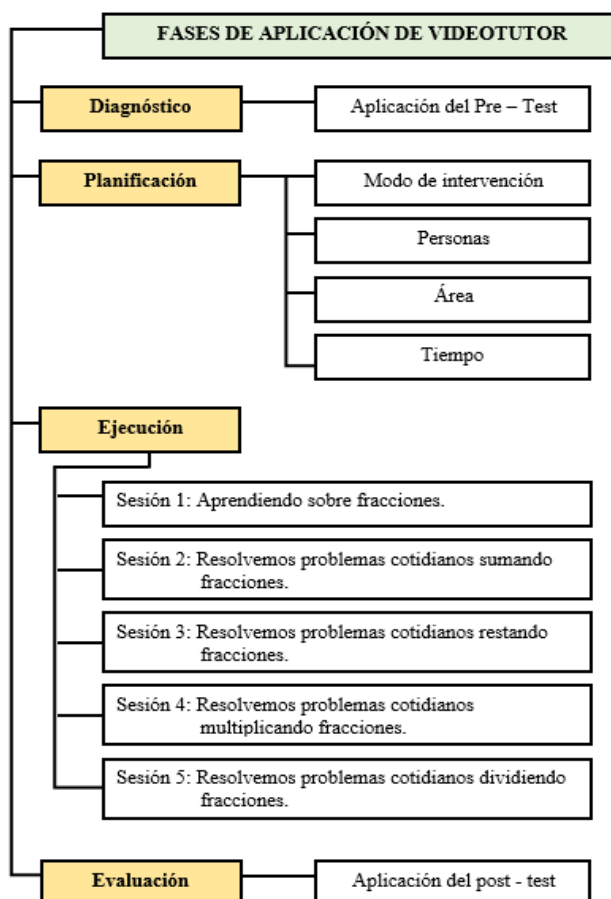 FASES DE APLICACIÓN DE VIDEOTUTOR
Diagnóstico
Aplicación del Pre – Test
Planificación
Modo de intervención
Personas
Área
Tiempo
Ejecución
Sesión 1: Aprendiendo sobre fracciones.
Sesión 2: Resolvemos problemas cotidianos sumando
fracciones.
Sesión 3: Resolvemos problemas cotidianos restando
fracciones.
Sesión 4: Resolvemos problemas cotidianos
multiplicando fracciones.
Sesión 5: Resolvemos problemas cotidianos dividiendo
fracciones.
Evaluación
Aplicación del post - test